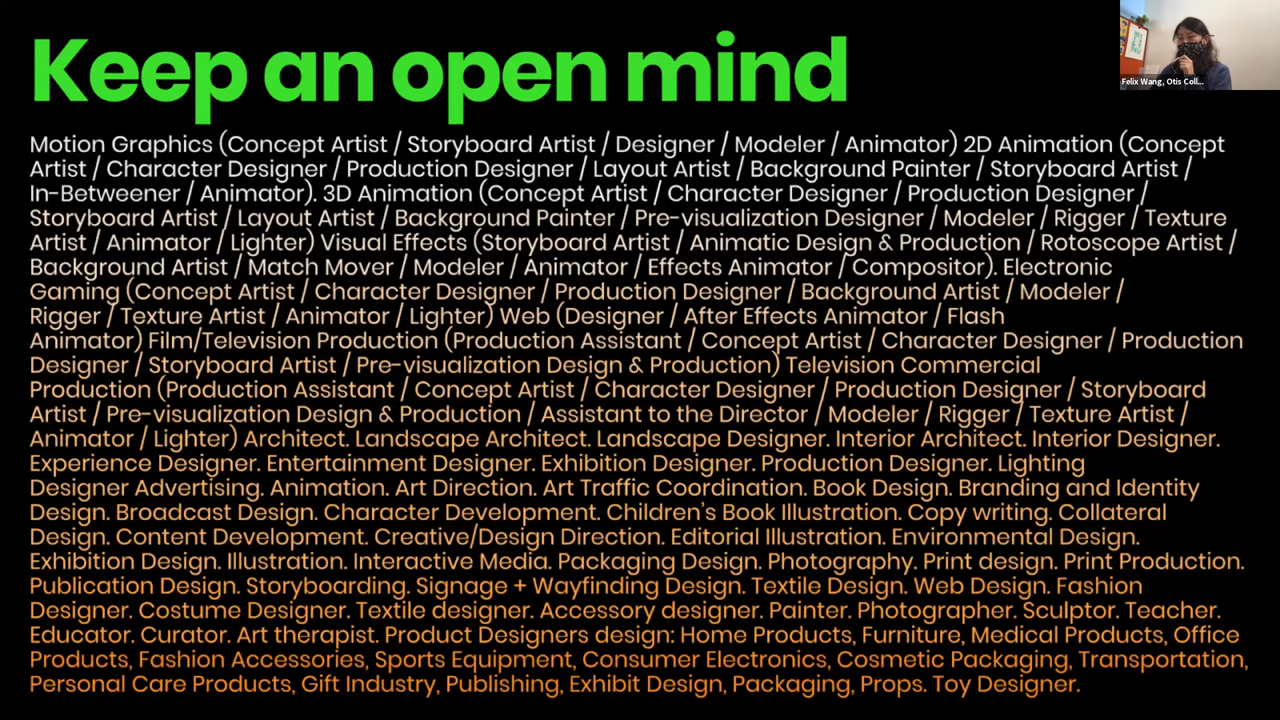 Keep an open mind
Felix Wang, Otis Coll...
Motion Graphics (Concept Artist / Storyboard Artist / Designer / Modeler / Animator) 2D Animation (Concept
Artist / Character Designer / Production Designer / Layout Artist / Background Painter / Storyboard Artist /
In-Betweener / Animator). 3D Animation (Concept Artist / Character Designer / Production Designer /
Storyboard Artist / Layout Artist / Background Painter / Pre-visualization Designer / Modeler / Rigger / Texture
Artist / Animator / Lighter) Visual Effects (Storyboard Artist / Animatic Design & Production / Rotoscope Artist /
Background Artist / Match Mover / Modeler / Animator / Effects Animator / Compositor). Electronic
Gaming (Concept Artist / Character Designer / Production Designer / Background Artist / Modeler /
Rigger / Texture Artist / Animator / Lighter) Web (Designer / After Effects Animator / Flash
Animator) Film/Television Production (Production Assistant / Concept Artist / Character Designer / Production
Designer / Storyboard Artist / Pre-visualization Design & Production) Television Commercial
Production (Production Assistant / Concept Artist / Character Designer / Production Designer / Storyboard
Artist / Pre-visualization Design & Production / Assistant to the Director / Modeler / Rigger / Texture Artist /
Animator / Lighter) Architect. Landscape Architect. Landscape Designer. Interior Architect. Interior Designer.
Experience Designer. Entertainment Designer. Exhibition Designer. Production Designer. Lighting
Designer Advertising. Animation. Art Direction. Art Traffic Coordination. Book Design. Branding and Identity
Design. Broadcast Design. Character Development. Children's Book Illustration. Copy writing. Collateral
Design. Content Development. Creative/Design Direction. Editorial Illustration. Environmental Design.
Exhibition Design. Illustration. Interactive Media. Packaging Design. Photography. Print design. Print Production.
Publication Design. Storyboarding. Signage + Wayfinding Design. Textile Design. Web Design. Fashion
Designer. Costume Designer. Textile designer. Accessory designer. Painter. Photographer. Sculptor. Teacher.
Educator. Curator. Art therapist. Product Designers design: Home Products, Furniture, Medical Products, Office
Products, Fashion Accessories, Sports Equipment, Consumer Electronics, Cosmetic Packaging, Transportation,
Personal Care Products, Gift Industry, Publishing, Exhibit Design, Packaging, Props. Toy Designer.